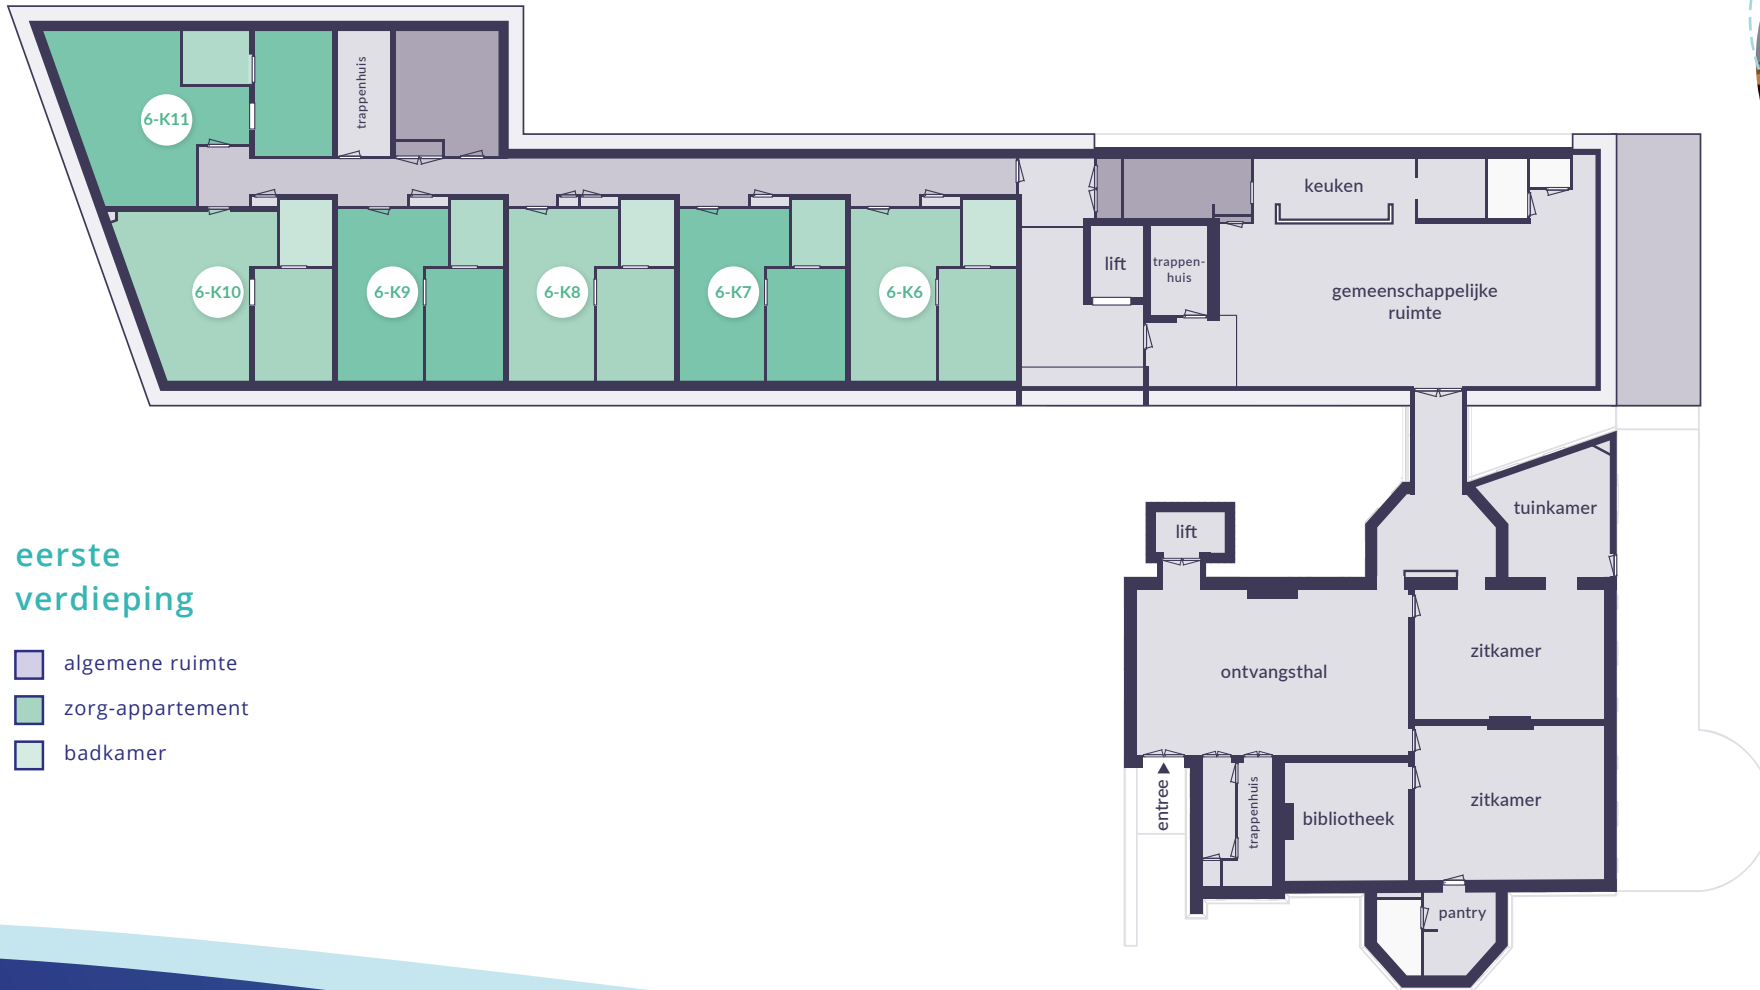 trappenhuis
6-K11
keuken
lift
trappen-
huis
6-K10
6-K9
6-K8
6-K7
6-K6
gemeenschappelijke
ruimte
tuinkamer
lift
eerste
verdieping
algemene ruimte
zorg-appartement
badkamer
ontvangsthal
zitkamer
entree
trappenhuis
bibliotheek
zitkamer
pantry